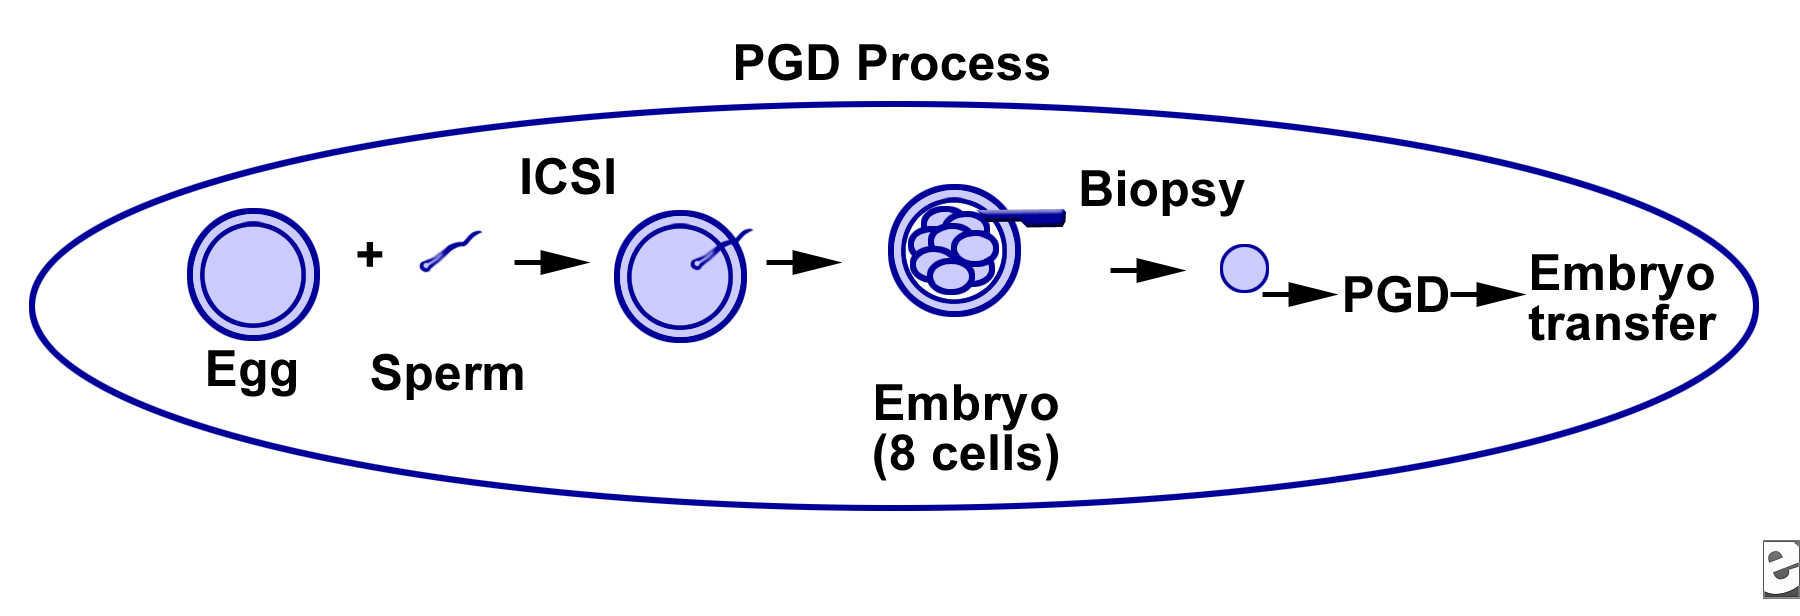 PGD Process
ICSI
Biopsy
+
Egg
Sperm
Embryo
(8 cells)
PGD
Embryo
transfer
e